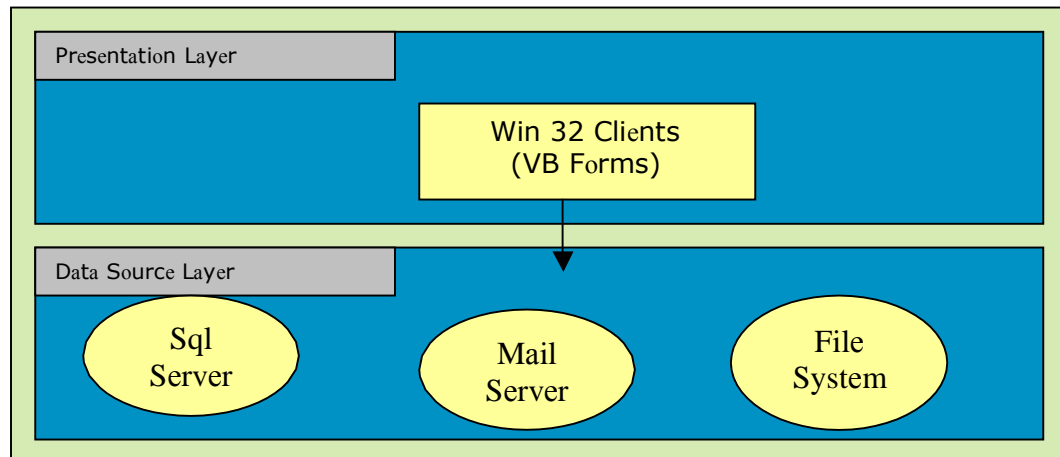 Presentation Layer
Win 32 Clients
(VB Forms)
Data Source Layer
Sql
Server
Mail
Server
File
System